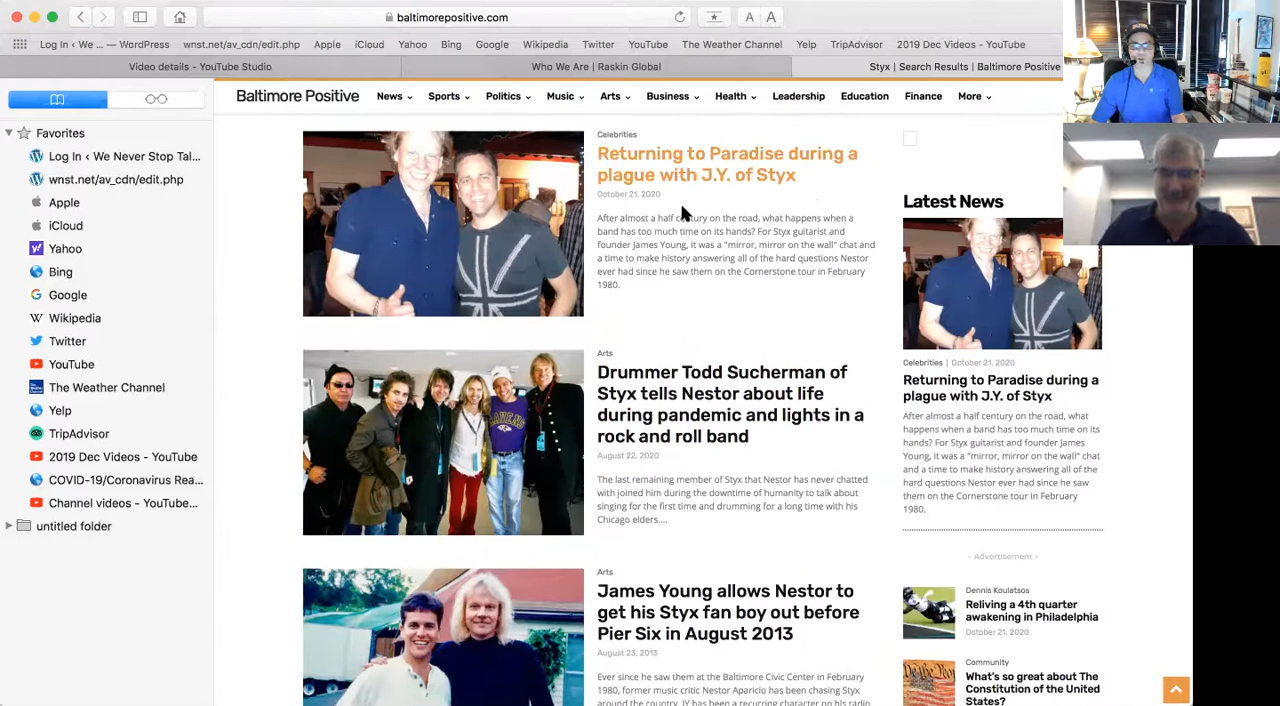 baltimorepositive.com
A A
Log In ‹ We ... — WordPress wnst.net/av_cdn/edit.php Apple iCloud Yahoo Bing Google Wikipedia Twitter YouTube The Weather Channel Yelp TripAdvisor 2019 Dec Videos - YouTube
Video details - YouTube Studio
Who We Are | Raskin Global
Styx | Search Results | Baltimore Positive
Baltimore Positive
News Sports Politics Music Arts Business Health Leadership Education Finance More
Favorites
Log In ‹ We Never Stop Tal...
wnst.net/av_cdn/edit.php
Apple
iCloud
Yahoo
Bing
Google
Wikipedia
Twitter
YouTube
The Weather Channel
Yelp
TripAdvisor
2019 Dec Videos - YouTube
COVID-19/Coronavirus Rea...
Channel videos - YouTube...
untitled folder
Celebrities
Returning to Paradise during a
plague with J.Y. of Styx
October 21, 2020
After almost a half century on the road, what happens when a
band has too much time on its hands? For Styx guitarist and
founder James Young, it was a "mirror, mirror on the wall" chat and
a time to make history answering all of the hard questions Nestor
ever had since he saw them on the Cornerstone tour in February
1980.
Arts
Drummer Todd Sucherman of
Styx tells Nestor about life
during pandemic and lights in a
rock and roll band
August 22, 2020
The last remaining member of Styx that Nestor has never chatted
with joined him during the downtime of humanity to talk about
singing for the first time and drumming for a long time with his
Chicago elders....
RAVENS
Arts
James Young allows Nestor to
get his Styx fan boy out before
Pier Six in August 2013
August 23, 2013
Ever since he saw them at the Baltimore Civic Center in February
1980, former music critic Nestor Aparicio has been chasing Styx
around the country. JY has been a recurring character on his radio
Latest News
Celebrities | October 21, 2020
Returning to Paradise during a
plague with J.Y. of Styx
After almost a half century on the road, what
happens when a band has too much time on its
hands? For Styx guitarist and founder James
Young, it was a "mirror, mirror on the wall" chat
and a time to make history answering all of the
hard questions Nestor ever had since he saw
them on the Cornerstone tour in February
1980.
- Advertisement -
Dennis Koulatsos
Reliving a 4th quarter
awakening in Philadelphia
October 21, 2020
Community
What's so great about The
Constitution of the United
States?
We the People